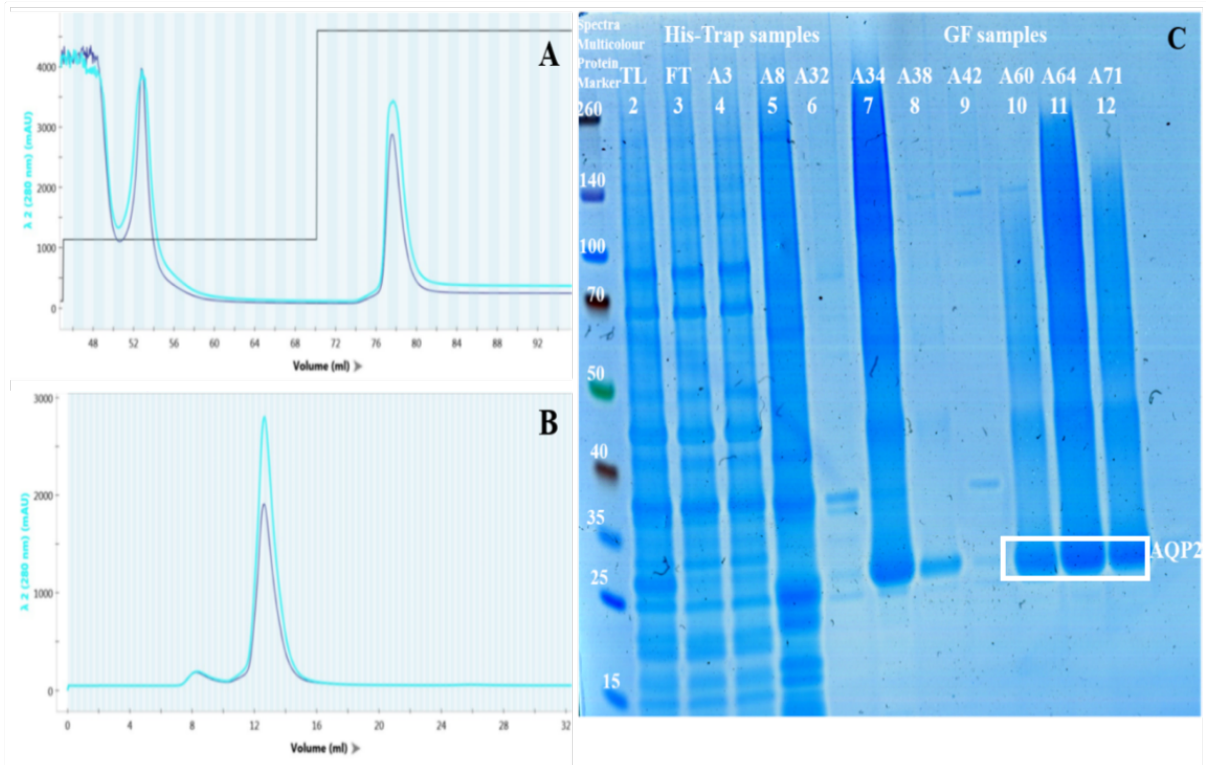 A
λ 2 (280 nm) (mAU)
4000
3000
2000
1000
0
48 52 56 60 64 68 70 76 80 84 88 92
Volume (ml)
B
λ 2 (280 nm) (mAU)
3000
2000
1000
0
0 4 8 12 16 20 24 28 32
Volume (ml)
C
Spectra
Multicolour
Protein
Marker
His-Trap samples
GF samples
TL FT A3 A8 A32 A34 A38 A42 A60 A64 A71
2 3 4 5 6 7 8 9 10 11 12
260
140
100
70
50
40
35
25
15
AQP2